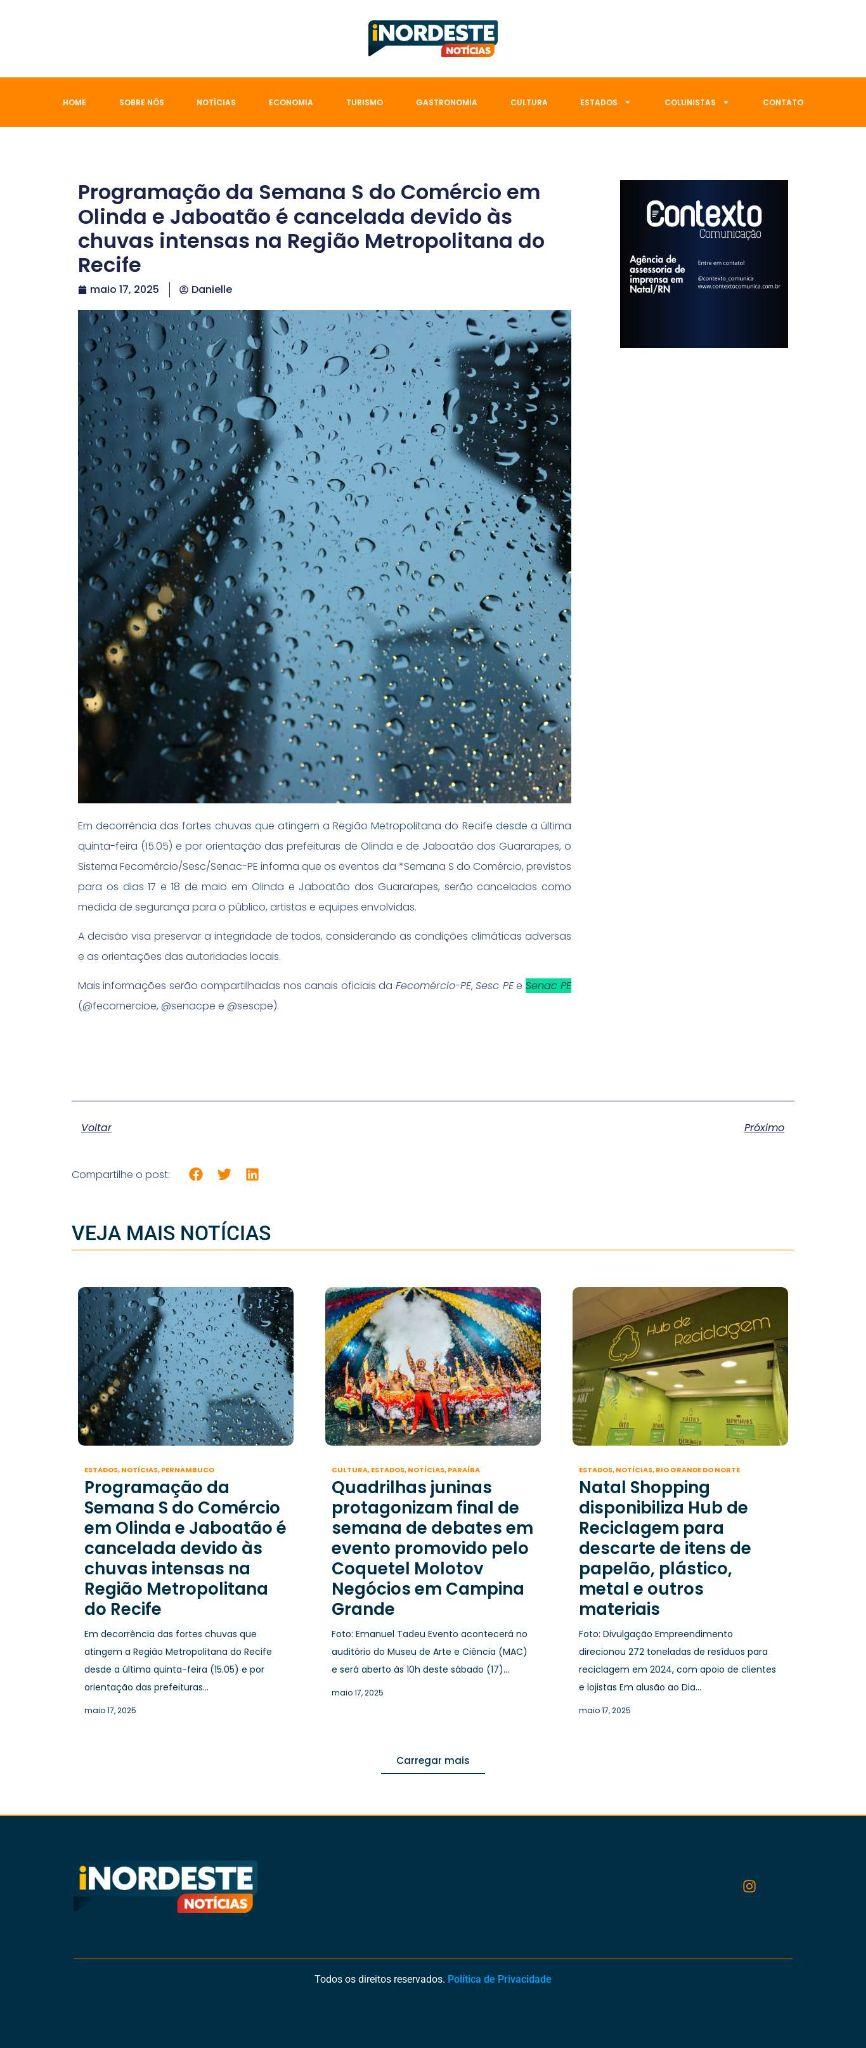 iNORDESTE
NOTÍCIAS
HOME SOBRE NÓS NOTÍCIAS ECONOMIA TURISMO GASTRONOMIA CULTURA ESTADOS COLUNISTAS CONTATO
Programação da Semana S do Comércio em
Olinda e Jaboatão é cancelada devido às
chuvas intensas na Região Metropolitana do
Recife
maio 17, 2025 Danielle
Contexto
Comunicação
Agência de
assessoria de
imprensa em
Natal/RN
Entre em contato!
@contexto_comunica
www.contextocomunica.com.br
Em decorrência das fortes chuvas que atingem a Região Metropolitana do Recife desde a última
quinta-feira (15.05) e por orientação das prefeituras de Olinda e de Jaboatão dos Guararapes, o
Sistema Fecomércio/Sesc/Senac-PE informa que os eventos da *Semana S do Comércio, previstos
para os dias 17 e 18 de maio em Olinda e Jaboatão dos Guararapes, serão cancelados como
medida de segurança para o público, artistas e equipes envolvidas.
A decisão visa preservar a integridade de todos, considerando as condições climáticas adversas
e as orientações das autoridades locais.
Mais informações serão compartilhadas nos canais oficiais da Fecomércio-PE, Sesc PE e Senac PE
(@fecomercioe, @senacpe e @sescpe)
Voltar
Próximo
Compartilhe o post:
VEJA MAIS NOTÍCIAS
Hub de
Reciclagem
ESTADOS, NOTÍCIAS, PERNAMBUCO
Programação da
Semana S do Comércio
em Olinda e Jaboatão é
cancelada devido às
chuvas intensas na
Região Metropolitana
do Recife
Em decorrência das fortes chuvas que
atingem a Região Metropolitana do Recife
desde a última quinta-feira (15.05) e por
orientação das prefeituras...
maio 17, 2025
CULTURA, ESTADOS, NOTÍCIAS, PARAÍBA
Quadrilhas juninas
protagonizam final de
semana de debates em
evento promovido pelo
Coquetel Molotov
Negócios em Campina
Grande
Foto: Emanuel Tadeu Evento acontecerá no
auditório do Museu de Arte e Ciência (MAC)
e será aberto às 10h deste sábado (17)...
maio 17, 2025
ESTADOS, NOTÍCIAS, RIO GRANDE DO NORTE
Natal Shopping
disponibiliza Hub de
Reciclagem para
descarte de itens de
papelão, plástico,
metal e outros
materiais
Foto: Divulgação Empreendimento
direcionou 272 toneladas de resíduos para
reciclagem em 2024, com apoio de clientes
e lojistas Em alusão ao Dia...
maio 17, 2025
Carregar mais
iNORDESTE
NOTÍCIAS
Todos os direitos reservados. Política de Privacidade